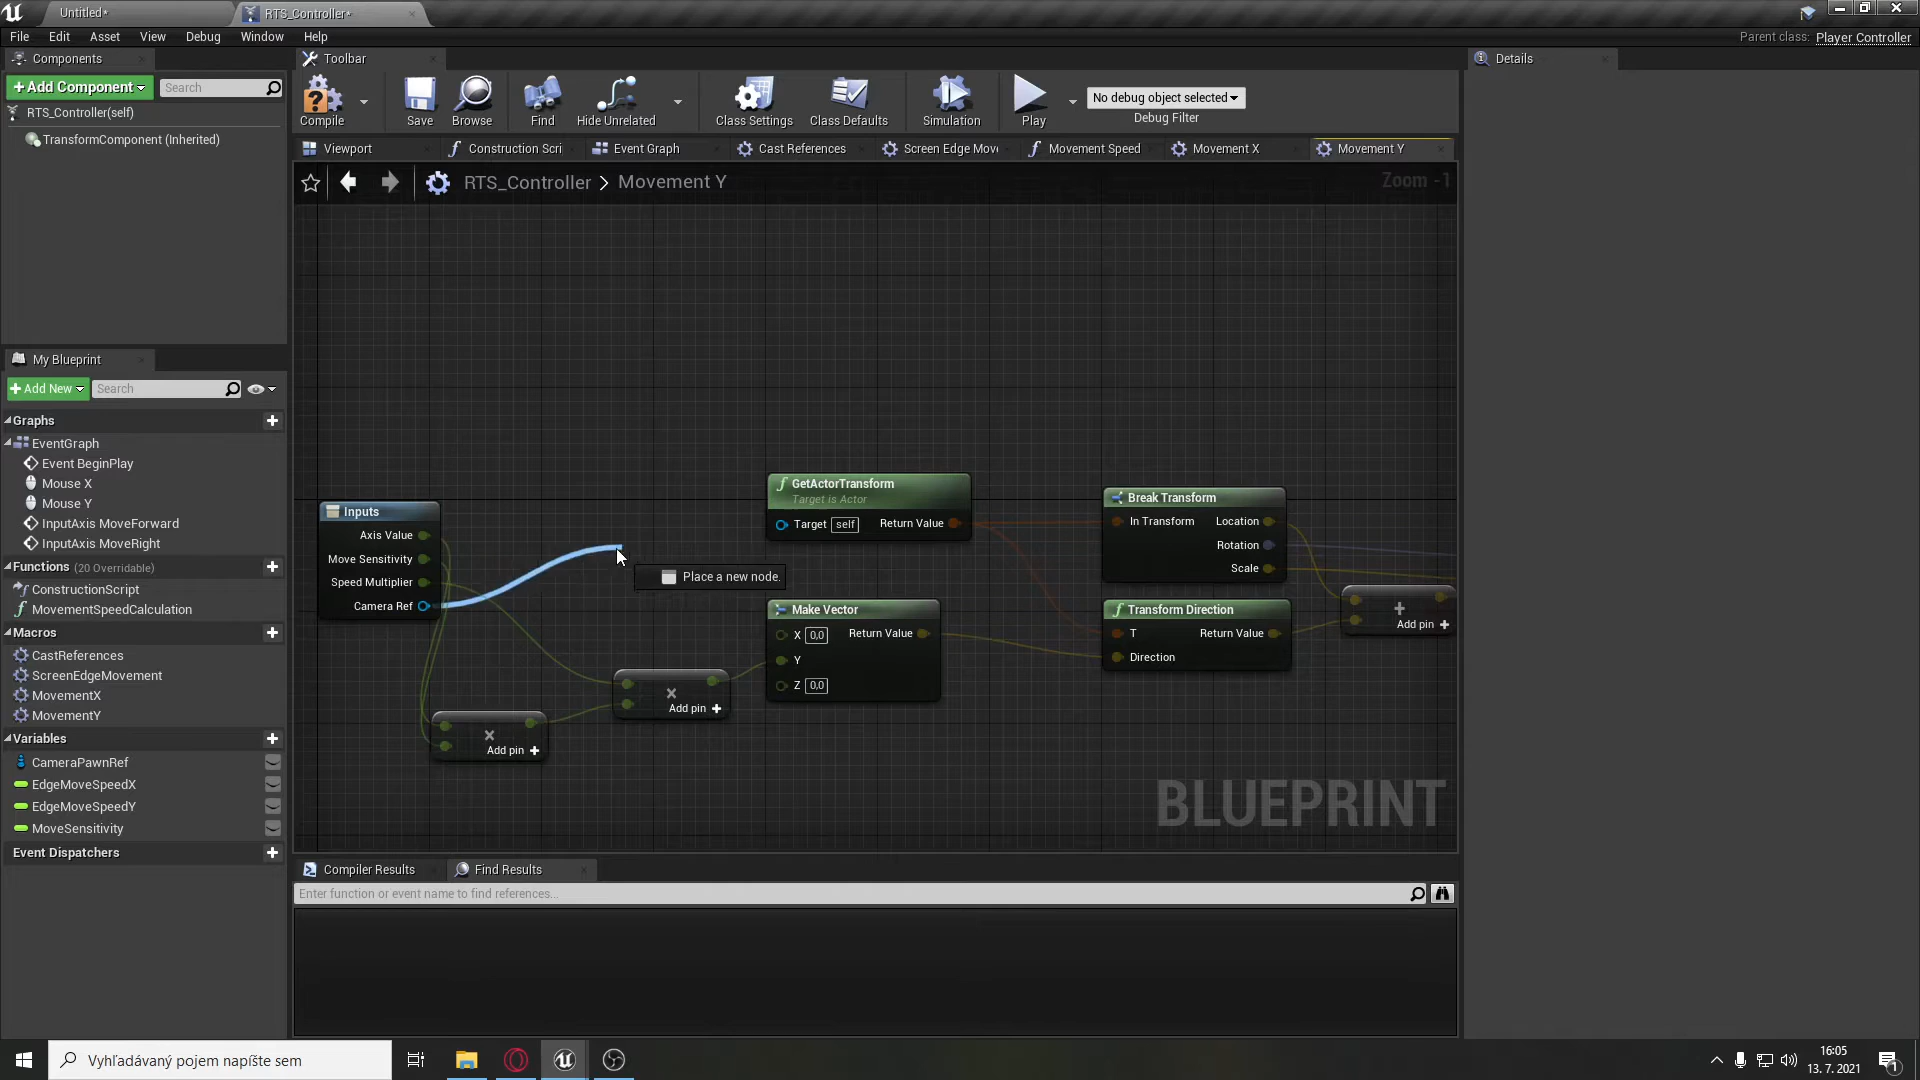 Untitled*
RTS_Controller*
File Edit Asset View Debug Window Help
Parent class: Player Controller
Components
+Add Component
Search
RTS_Controller(self)
TransformComponent (Inherited)
Toolbar
Compile
Save
Browse
Find
Hide Unrelated
Class Settings
Class Defaults
Simulation
Play
No debug object selected
Debug Filter
Details
Viewport
Construction Scri
Event Graph
Cast References
Screen Edge Move
Movement Speed
Movement X
Movement Y
RTS_Controller > Movement Y
Zoom -1
My Blueprint
+Add New
Search
Graphs
EventGraph
Event BeginPlay
Mouse X
Mouse Y
InputAxis MoveForward
InputAxis MoveRight
Functions (20 Overridable)
ConstructionScript
MovementSpeedCalculation
Macros
CastReferences
ScreenEdgeMovement
MovementX
MovementY
Variables
CameraPawnRef
EdgeMoveSpeedX
EdgeMoveSpeedY
MoveSensitivity
Event Dispatchers
Inputs
Axis Value
Move Sensitivity
Speed Multiplier
Camera Ref
Place a new node.
GetActorTransform
Target is Actor
Target self Return Value
Make Vector
X 0,0 Return Value
Y
Z 0,0
×
Add pin +
×
Add pin +
Break Transform
In Transform Location
Rotation
Scale
Transform Direction
T Return Value
Direction
+
Add pin +
BLUEPRINT
Compiler Results
Find Results
Enter function or event name to find references...
Vyhľadávaný pojem napíšte sem
16:05
13. 7. 2021
1